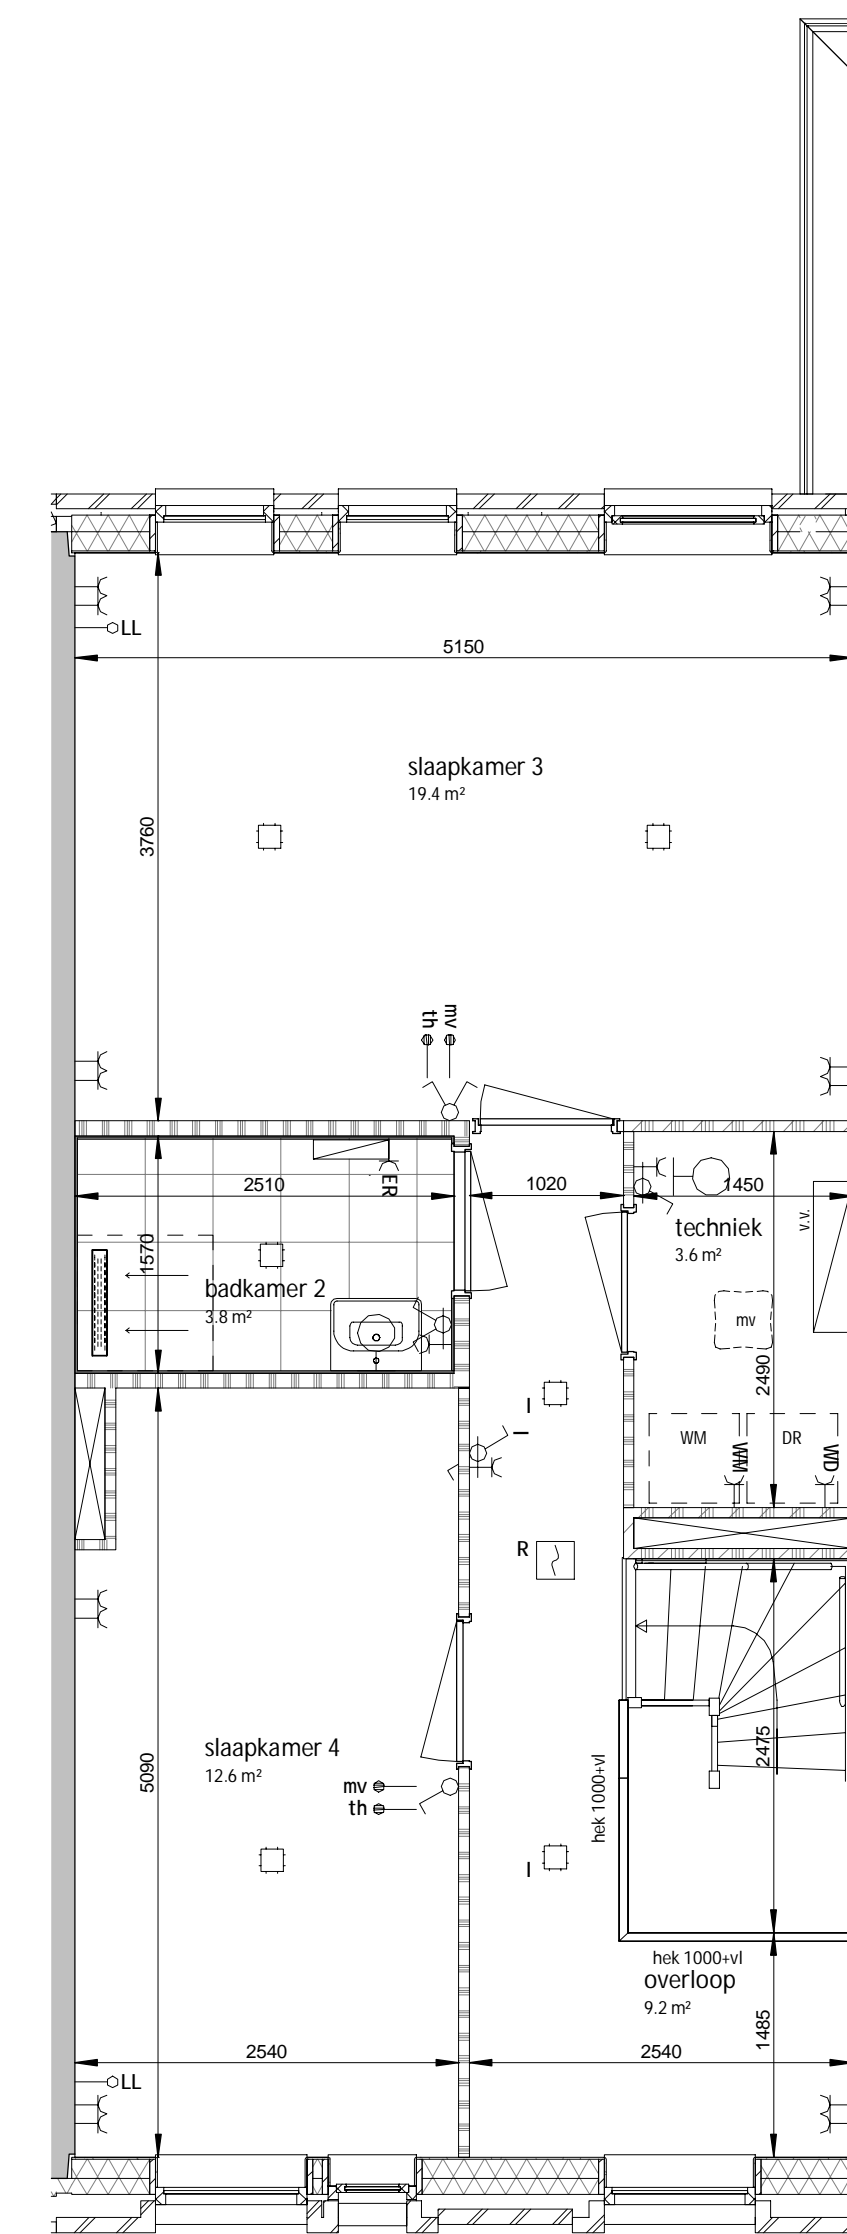 LL
5150
slaapkamer 3
19.4 m²
3760
th
mv
ER
2510
1020
1450
techniek
3.6 m²
v.v.
1570
badkamer 2
3.8 m²
mv
2490
I
I
WM
WM
DR
WD
R
slaapkamer 4
12.6 m²
2475
5090
mv
th
hek 1000+vl
I
hek 1000+vl
overloop
9.2 m²
1485
2540
2540
LL